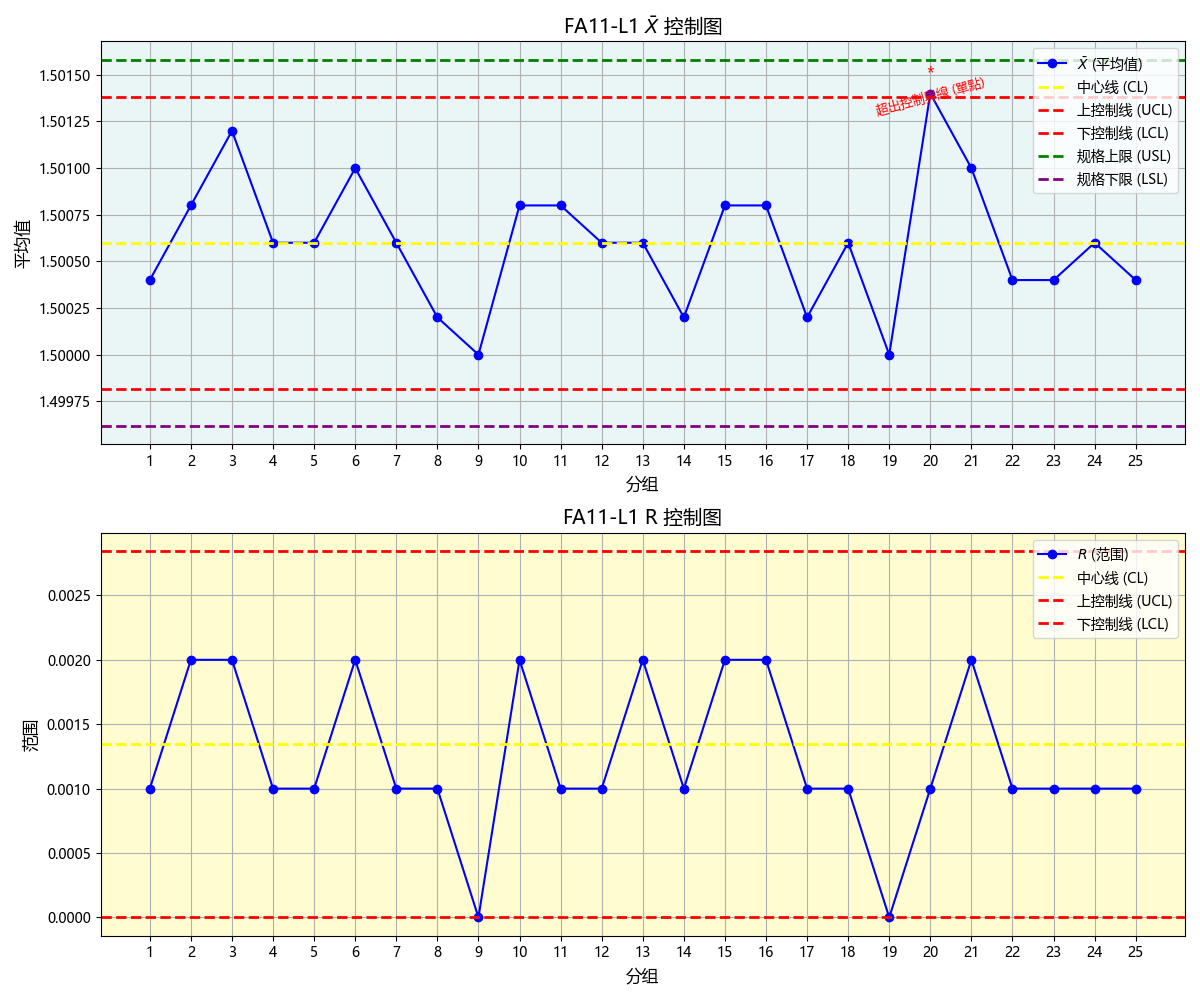 FA11-L1 X̄ 控制图
平均值
1.50150
1.50125
1.50100
1.50075
1.50050
1.50025
1.50000
1.49975
*
超出控制界線 (單點)
X̄ (平均值)
中心线 (CL)
上控制线 (UCL)
下控制线 (LCL)
规格上限 (USL)
规格下限 (LSL)
1 2 3 4 5 6 7 8 9 10 11 12 13 14 15 16 17 18 19 20 21 22 23 24 25
分组
FA11-L1 R 控制图
范围
0.0025
0.0020
0.0015
0.0010
0.0005
0.0000
R (范围)
中心线 (CL)
上控制线 (UCL)
下控制线 (LCL)
1 2 3 4 5 6 7 8 9 10 11 12 13 14 15 16 17 18 19 20 21 22 23 24 25
分组